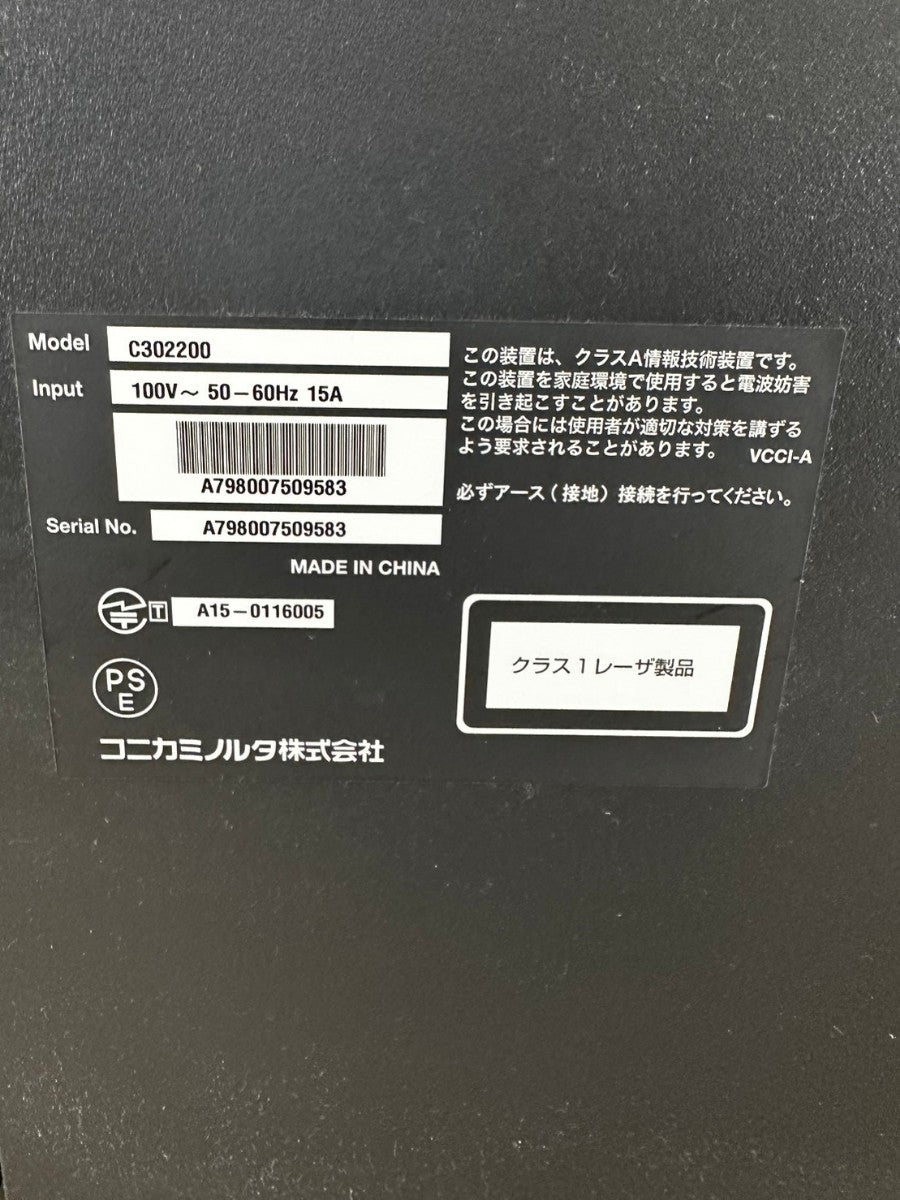 Model C302200
Input 100V～ 50－60Hz 15A
A798007509583
Serial No. A798007509583
MADE IN CHINA
T A15－0116005
PS
E
コニカミノルタ株式会社
この装置は、クラスA情報技術装置です。
この装置を家庭環境で使用すると電波妨害
を引き起こすことがあります。
この場合には使用者が適切な対策を講ずる
よう要求されることがあります。 VCCI-A
必ずアース（接地）接続を行ってください。
クラス1レーザ製品